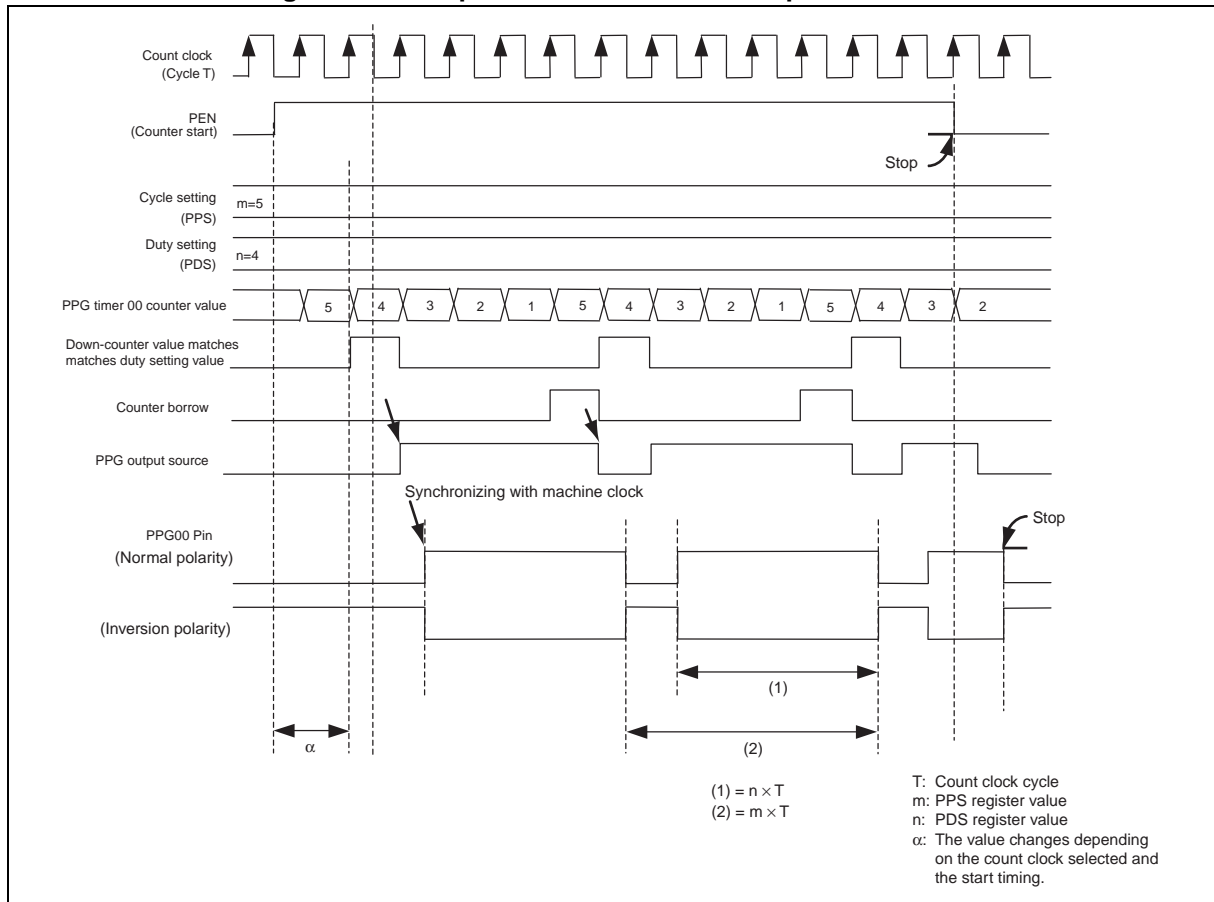 Count clock
(Cycle T)
PEN
(Counter start)
Stop
Cycle setting
(PPS)
m=5
Duty setting
(PDS)
n=4
PPG timer 00 counter value
5 4 3 2 1 5 4 3 2 1 5 4 3 2
Down-counter value matches
matches duty setting value
Counter borrow
PPG output source
Synchronizing with machine clock
PPG00 Pin
(Normal polarity)
Stop
(Inversion polarity)
(1)
α
(2)
(1) = n × T
(2) = m × T
T: Count clock cycle
m: PPS register value
n: PDS register value
α: The value changes depending
on the count clock selected and
the start timing.